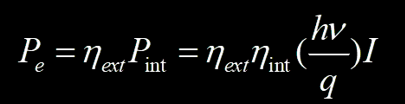 P_e = η_ext P_int = η_ext η_int (hν/q) I